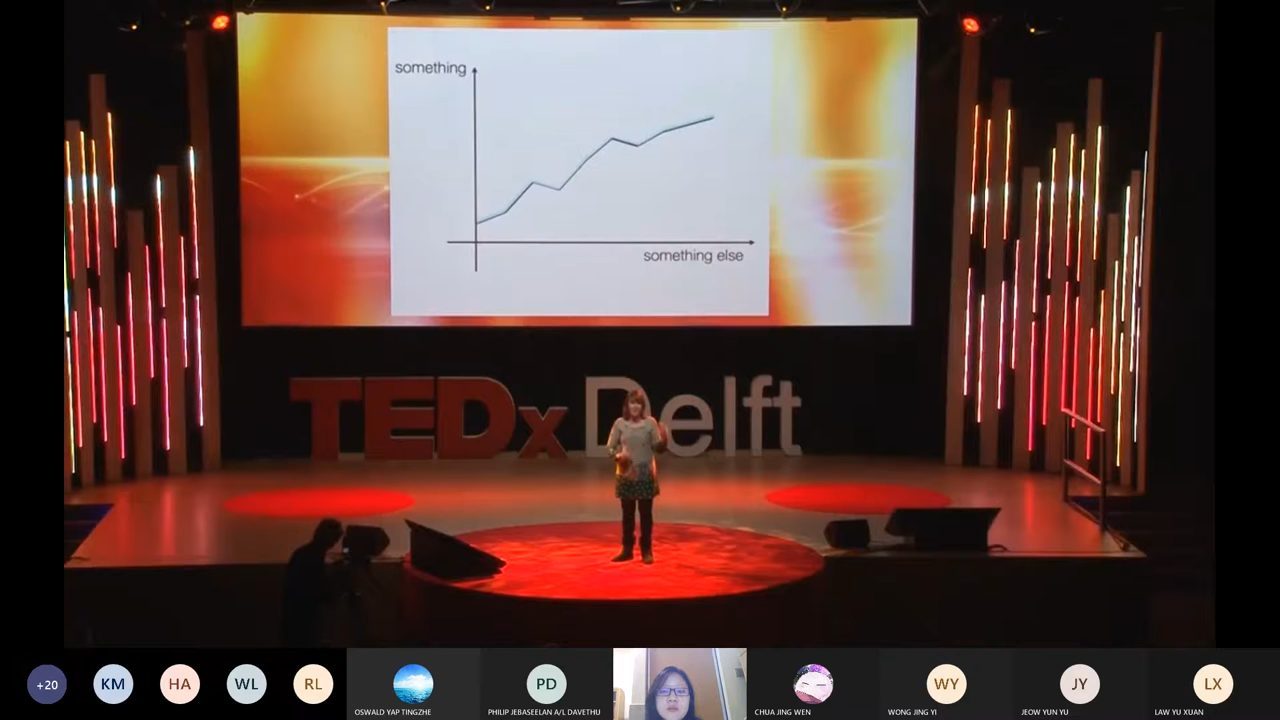 something
something else
TEDxDelft
+20
KM
HA
WL
RL
PD
WY
JY
LX
OSWALD YAP TINGZHE
PHILIP JEBASEELAN A/L DAVETHU
CHUA JING WEN
WONG JING YI
JEOW YUN YU
LAW YU XUAN